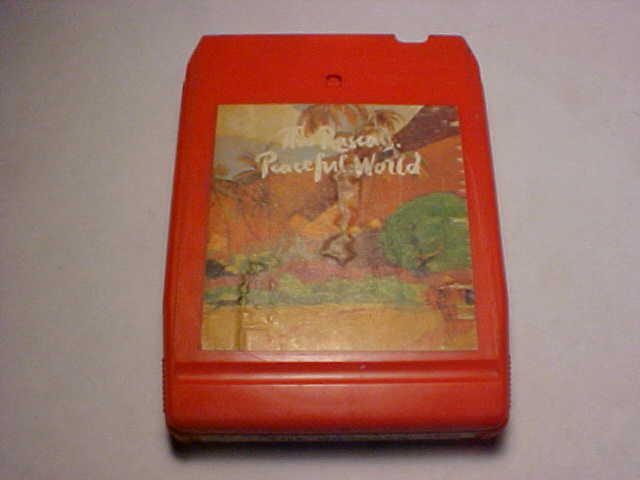 The Rascals.
Peaceful World